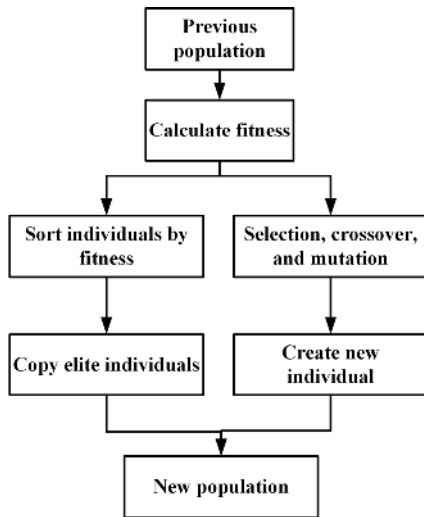 Previous
population
Calculate fitness
Sort individuals by
fitness
Selection, crossover,
and mutation
Copy elite individuals
Create new
individual
New population